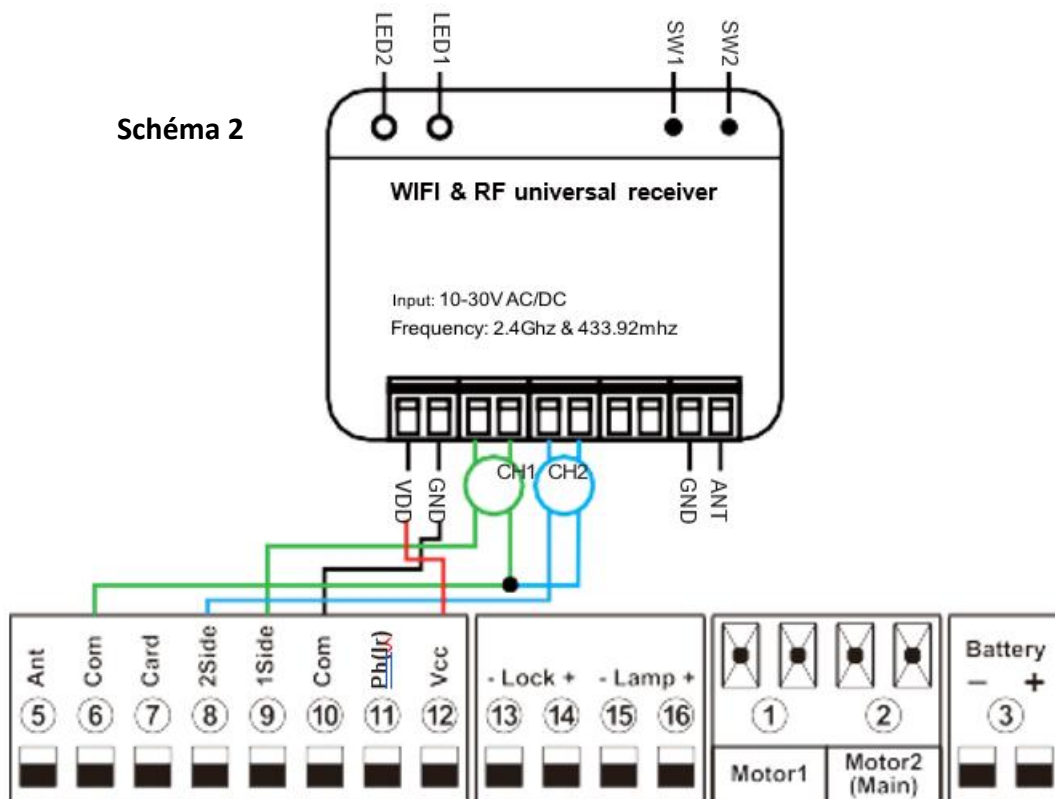 LED2
LED1
SW1
SW2
Schéma 2
WIFI & RF universal receiver
Input: 10-30V AC/DC
Frequency: 2.4Ghz & 433.92mhz
VDD
GND
CH1
CH2
GND
ANT
Ant
Com
Card
2Side
1Side
Com
Ph(Ir)
Vcc
- Lock +
- Lamp +
Battery
- +
5
6
7
8
9
10
11
12
13
14
15
16
1
2
3
Motor1
Motor2
(Main)